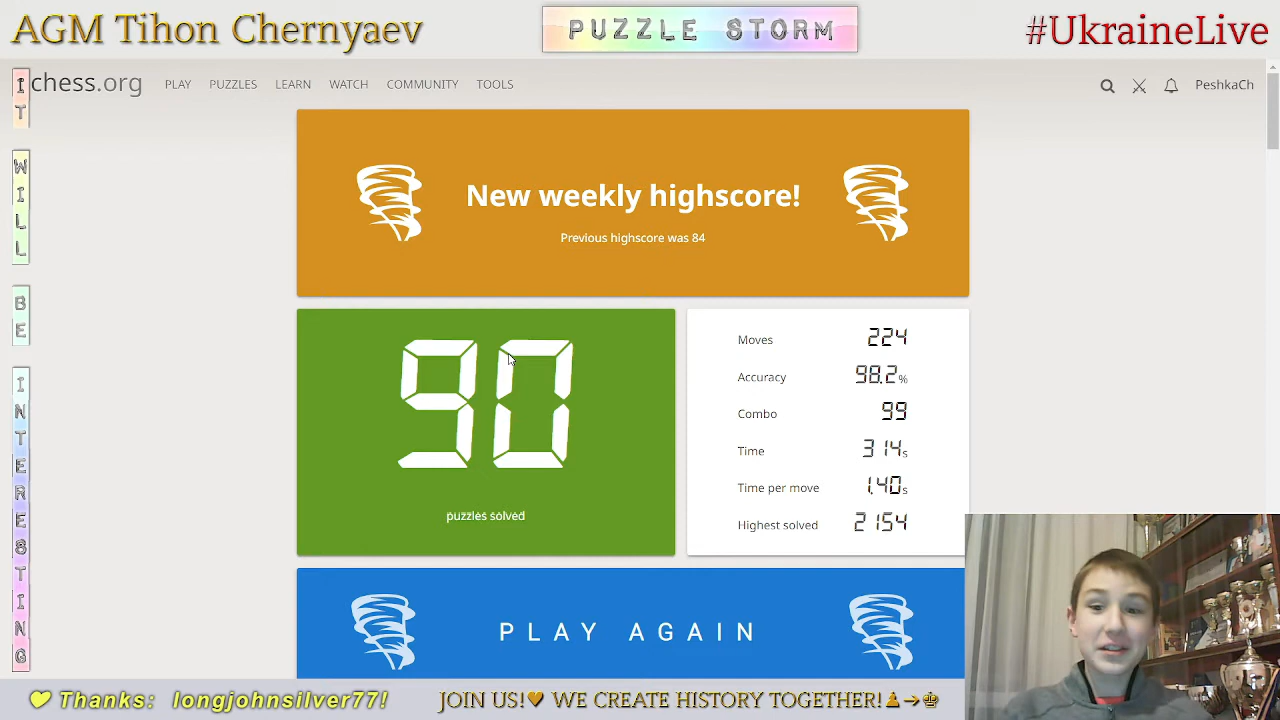 AGM Tihon Chernyaev
PUZZLE STORM
#UkraineLive
chess.org PLAY PUZZLES LEARN WATCH COMMUNITY TOOLS PeshkaCh
IT
WILL
BE
INTERESTING
New weekly highscore!
Previous highscore was 84
90
puzzles solved
Moves 224
Accuracy 98.2%
Combo 99
Time 314s
Time per move 1.40s
Highest solved 2154
PLAY AGAIN
Thanks: longjohnsilver77!
JOIN US!🧡 WE CREATE HISTORY TOGETHER!♟→♚